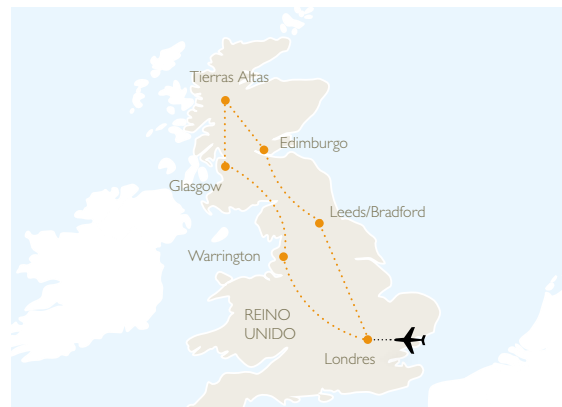 Tierras Altas
Edimburgo
Glasgow
Leeds/Bradford
Warrington
REINO
UNIDO
Londres